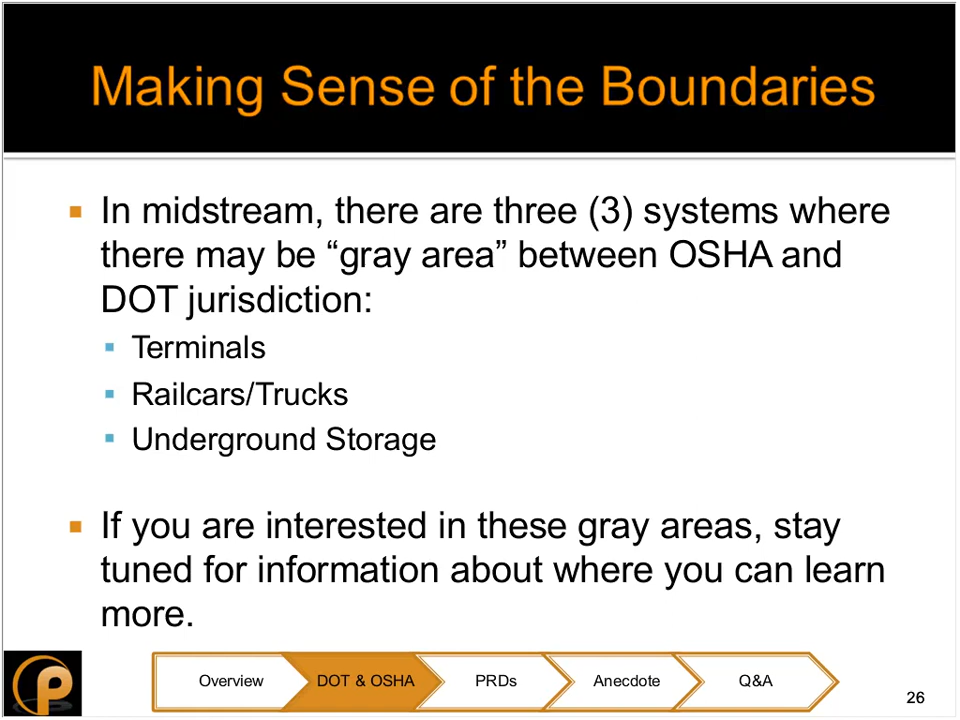 Making Sense of the Boundaries
In midstream, there are three (3) systems where
there may be “gray area” between OSHA and
DOT jurisdiction:
Terminals
Railcars/Trucks
Underground Storage
If you are interested in these gray areas, stay
tuned for information about where you can learn
more.
P
Overview
DOT & OSHA
PRDs
Anecdote
Q&A
26